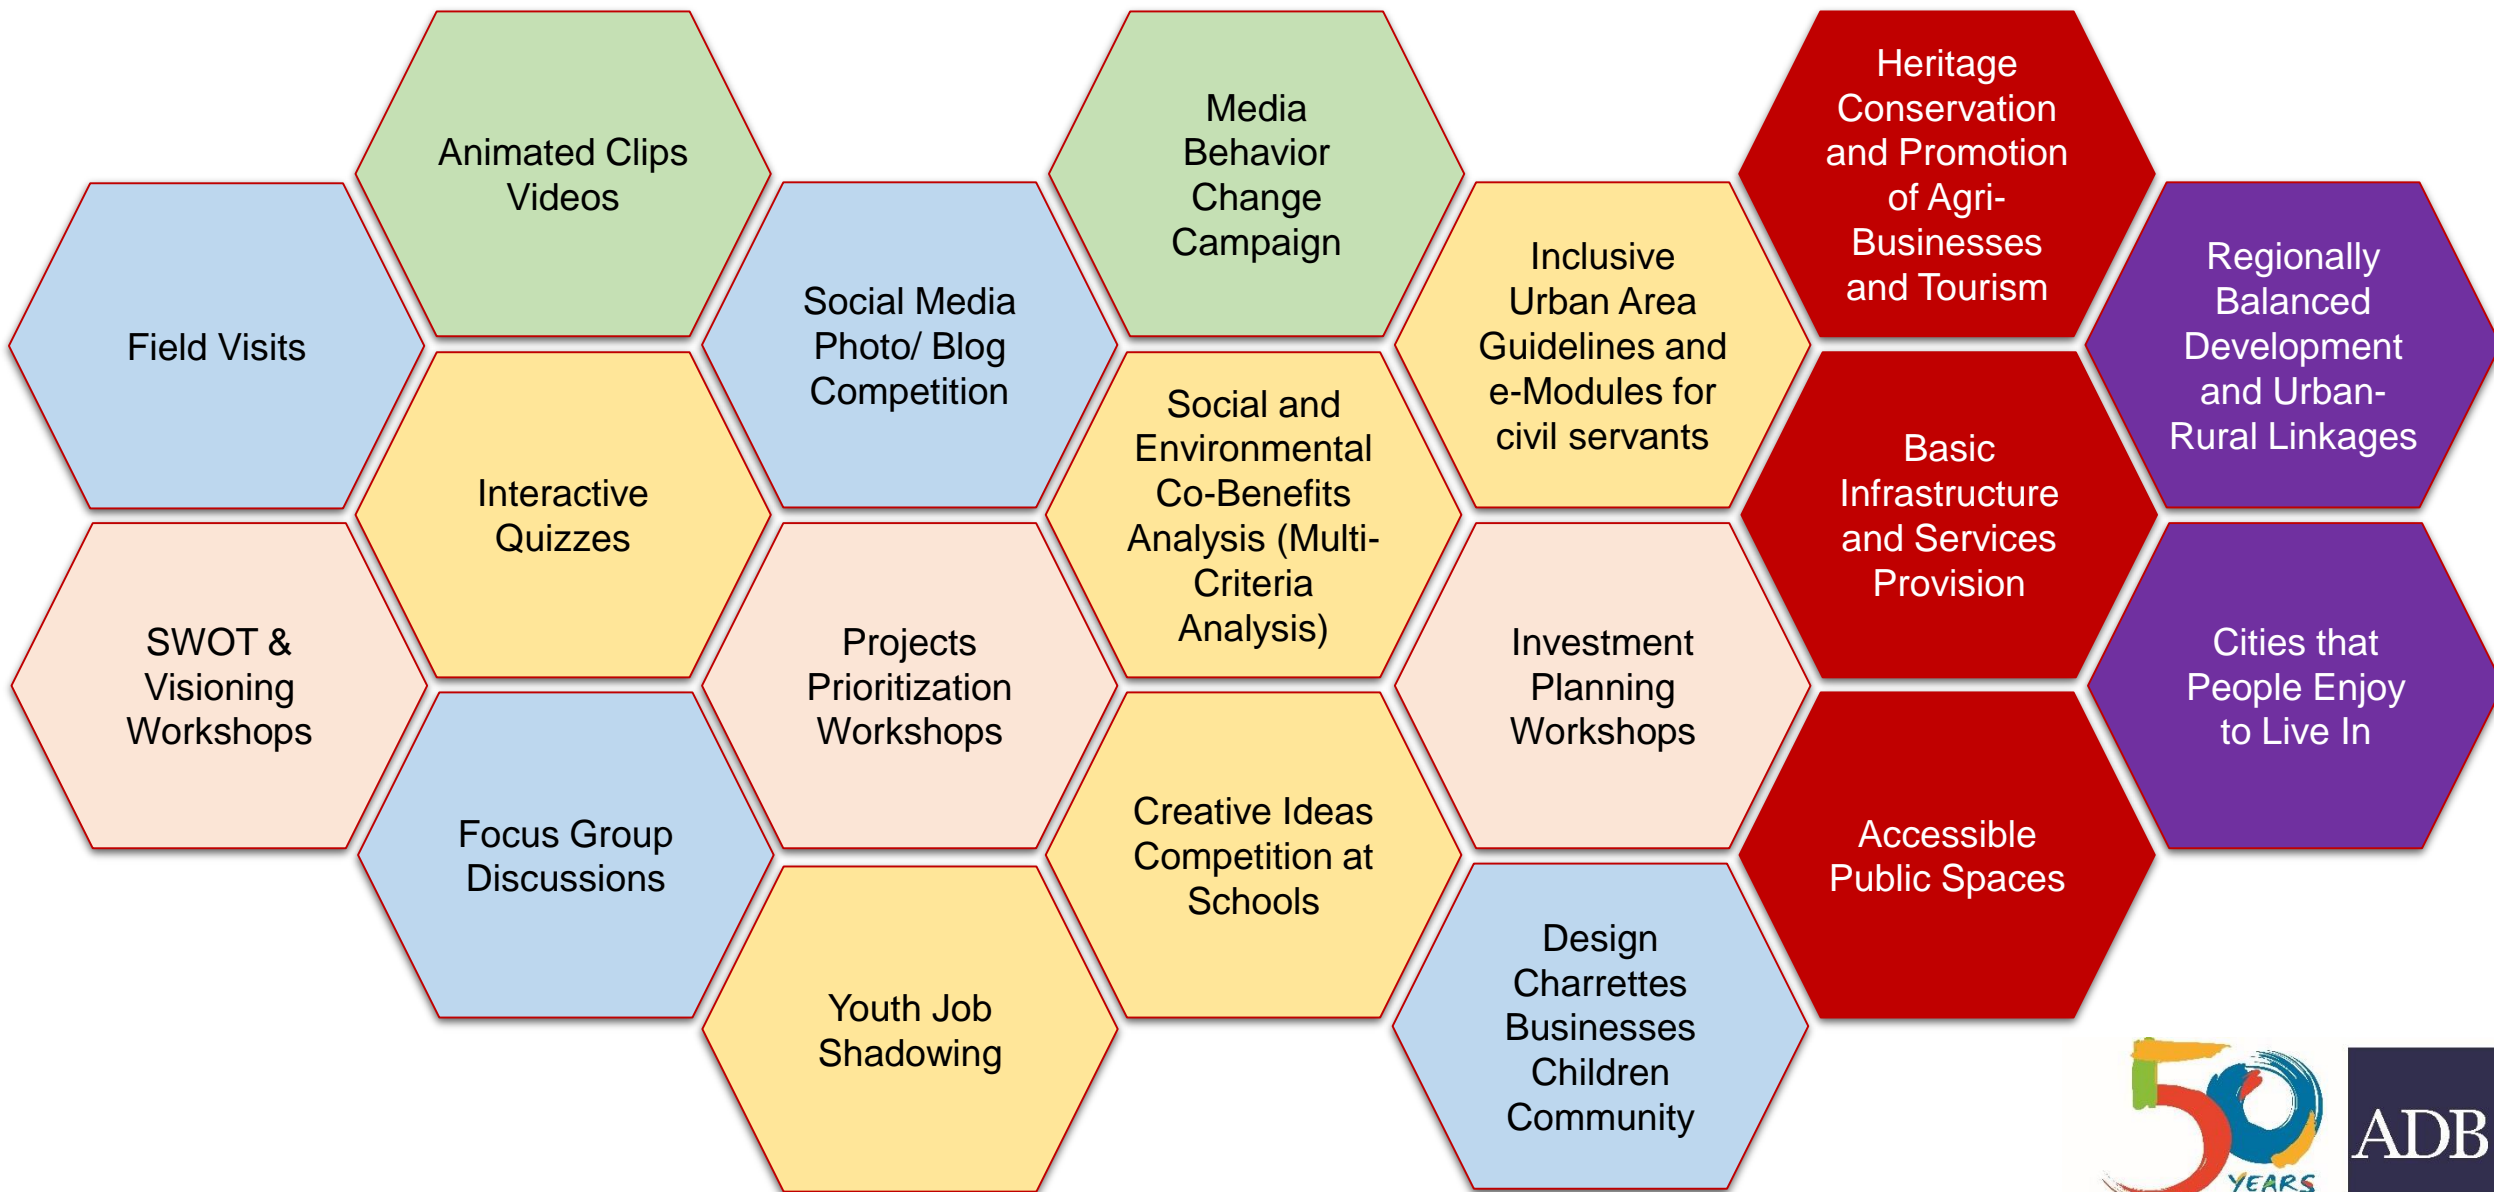 Field Visits
SWOT &
Visioning
Workshops
Animated Clips
Videos
Interactive
Quizzes
Focus Group
Discussions
Social Media
Photo/ Blog
Competition
Projects
Prioritization
Workshops
Youth Job
Shadowing
Media
Behavior
Change
Campaign
Social and
Environmental
Co-Benefits
Analysis (Multi-
Criteria
Analysis)
Creative Ideas
Competition at
Schools
Inclusive
Urban Area
Guidelines and
e-Modules for
civil servants
Investment
Planning
Workshops
Design
Charrettes
Businesses
Children
Community
Heritage
Conservation
and Promotion
of Agri-
Businesses
and Tourism
Basic
Infrastructure
and Services
Provision
Accessible
Public Spaces
Regionally
Balanced
Development
and Urban-
Rural Linkages
Cities that
People Enjoy
to Live In
50
YEARS
ADB